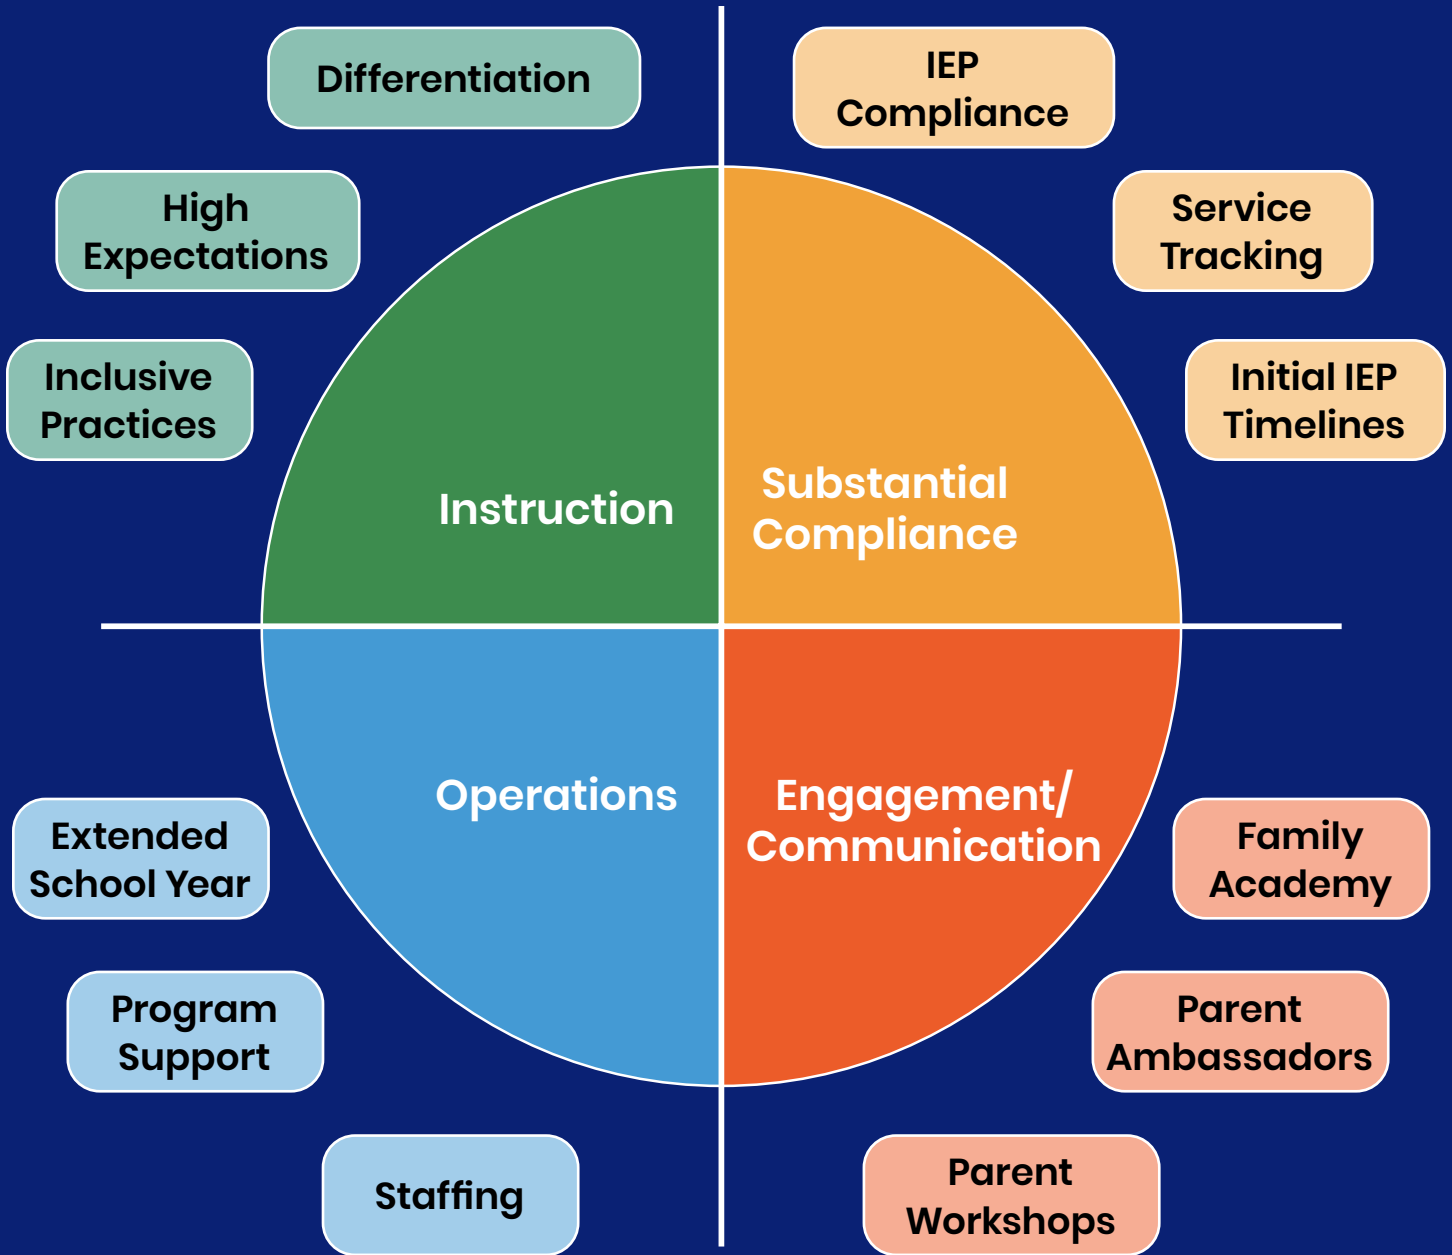 Differentiation
High
Expectations
Inclusive
Practices
IEP
Compliance
Service
Tracking
Initial IEP
Timelines
Instruction
Substantial
Compliance
Operations
Engagement/
Communication
Extended
School Year
Program
Support
Staffing
Family
Academy
Parent
Ambassadors
Parent
Workshops